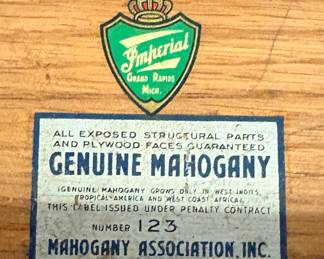 Imperial
GRAND RAPIDS
MICH.
ALL EXPOSED STRUCTURAL PARTS
AND PLYWOOD FACES GUARANTEED
GENUINE MAHOGANY
(GENUINE MAHOGANY GROWS ONLY IN WEST INDIES,
TROPICAL AMERICA AND WEST COAST AFRICA)
THIS LABEL ISSUED UNDER PENALTY CONTRACT
NUMBER 123
MAHOGANY ASSOCIATION, INC.